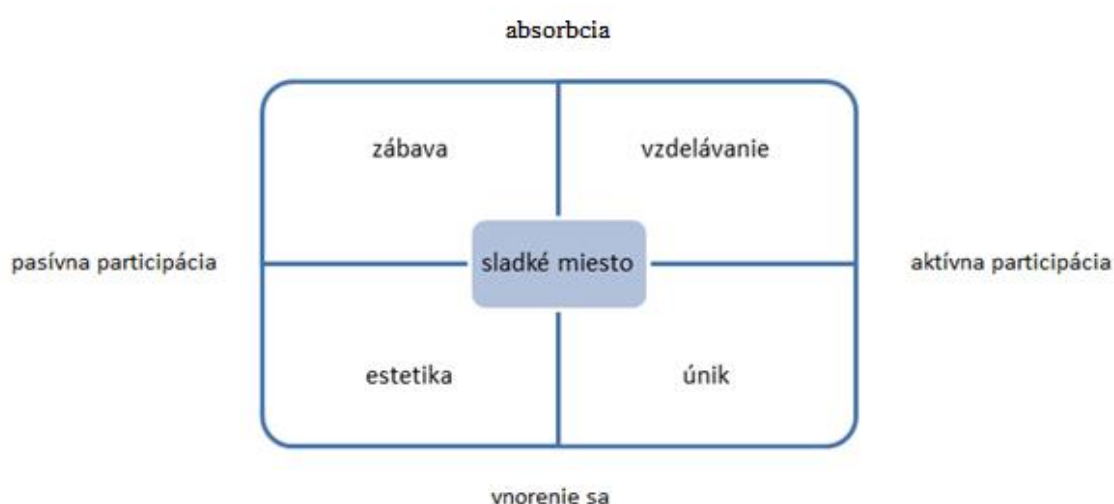 absorbcia
zábava
vzdelávanie
pasívna participácia
sladké miesto
aktívna participácia
estetika
únik
vnorenie sa